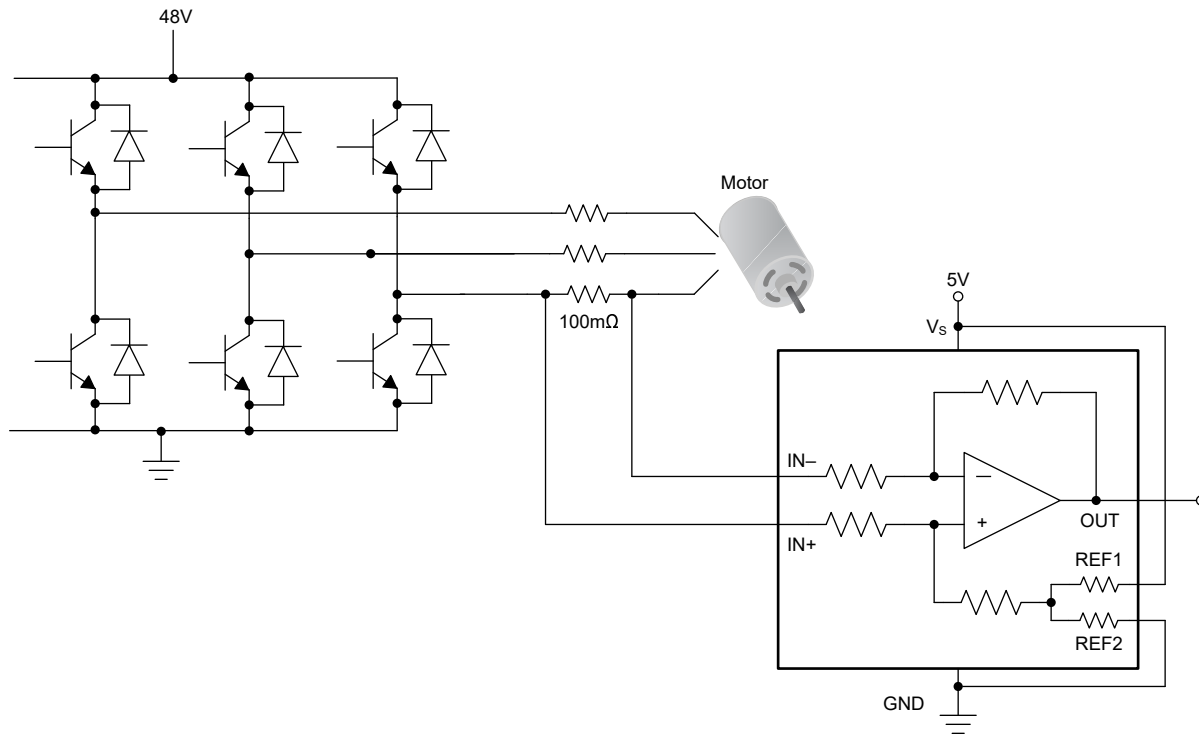 48V
Motor
100mΩ
5V
Vs
IN–
IN+
–
+
OUT
REF1
REF2
GND